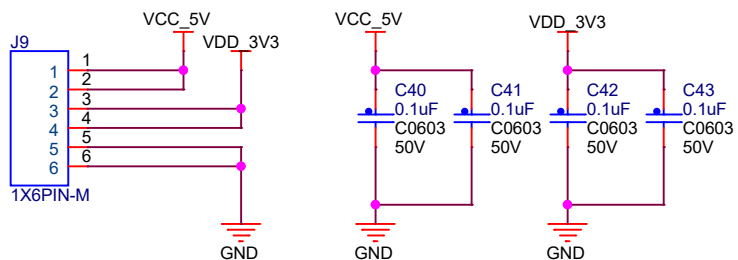 VCC_5V
J9
VDD_3V3
1 1
2 2
3 3
4 4
5 5
6 6
1X6PIN-M
GND
VCC_5V
C40
0.1uF
C0603
50V
C41
0.1uF
C0603
50V
GND
VDD_3V3
C42
0.1uF
C0603
50V
C43
0.1uF
C0603
50V
GND